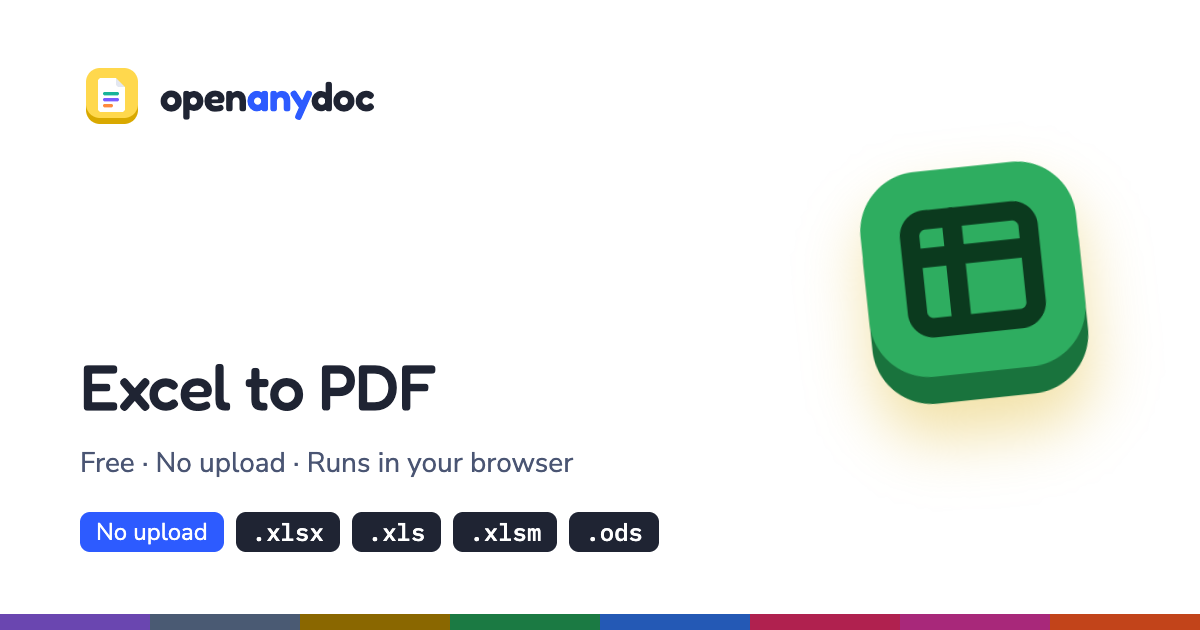 openanydoc
Excel to PDF
Free · No upload · Runs in your browser
No upload .xlsx .xls .xlsm .ods